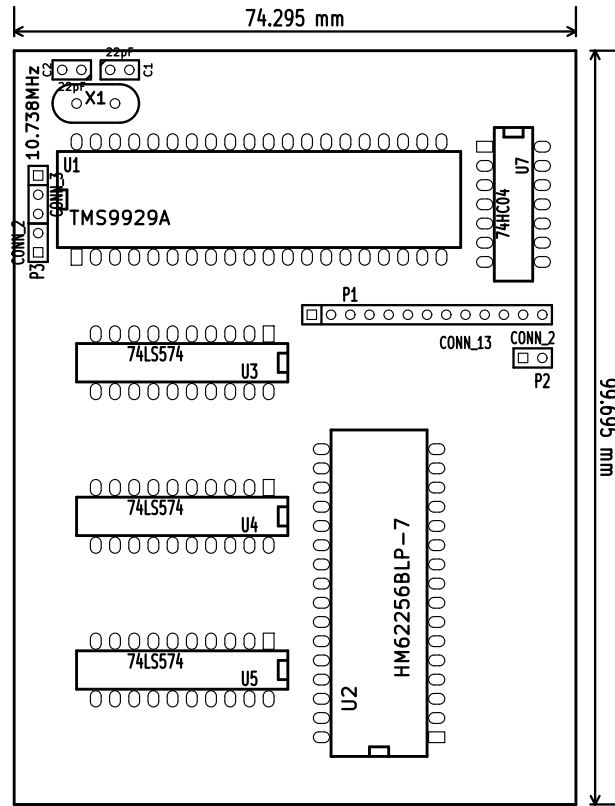 74.295 mm
22pF
C2
C1
22pF
X1
10.738MHz
U1
U7
CONN_3
TMS9929A
74HC04
CONN_2
P3
P1
CONN_13
CONN_2
P2
74LS574
U3
99.695 mm
74LS574
U4
HM62256BLP-7
74LS574
U5
U2